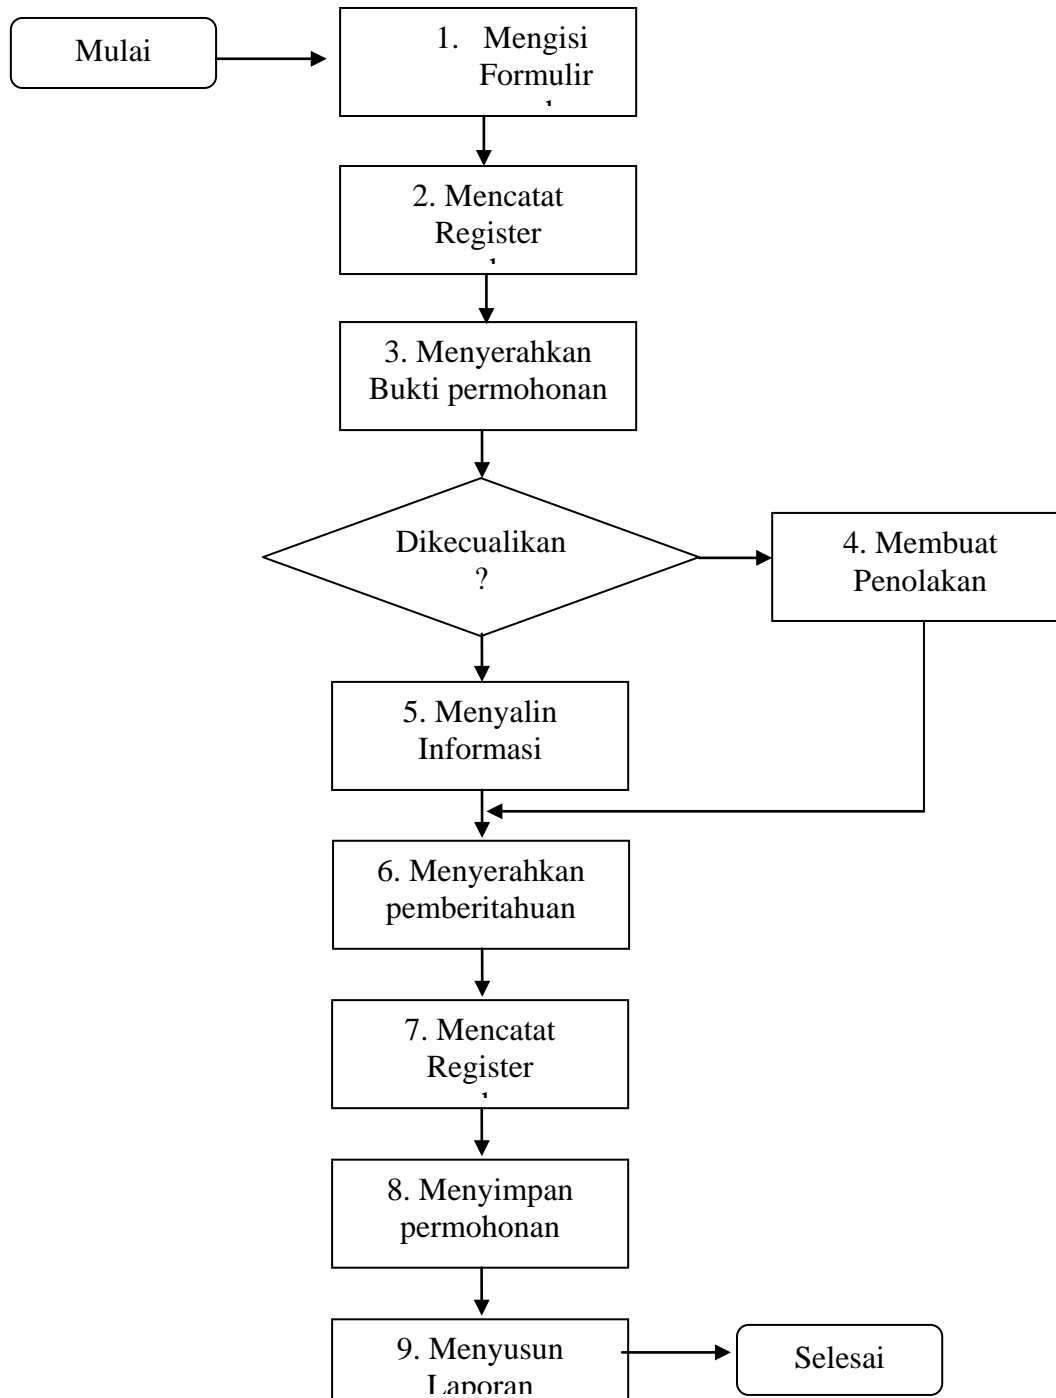 Mulai
1. Mengisi
Formulir
2. Mencatat
Register
3. Menyerahkan
Bukti permohonan
Dikecualikan
?
4. Membuat
Penolakan
5. Menyalin
Informasi
6. Menyerahkan
pemberitahuan
7. Mencatat
Register
8. Menyimpan
permohonan
9. Menyusun
Laporan
Selesai